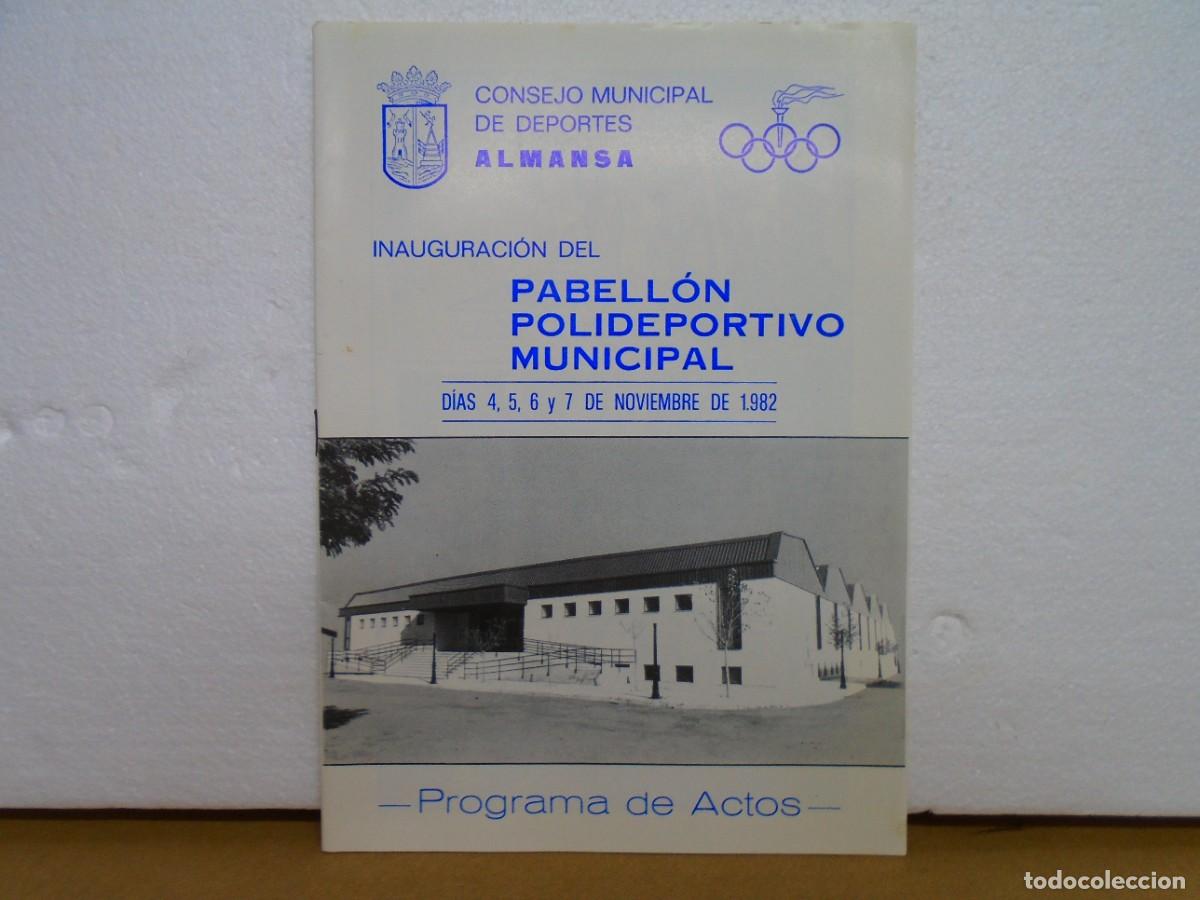 CONSEJO MUNICIPAL
DE DEPORTES
ALMANSA
INAUGURACIÓN DEL
PABELLÓN
POLIDEPORTIVO
MUNICIPAL
DÍAS 4, 5, 6 y 7 DE NOVIEMBRE DE 1.982
— Programa de Actos —
todocoleccion